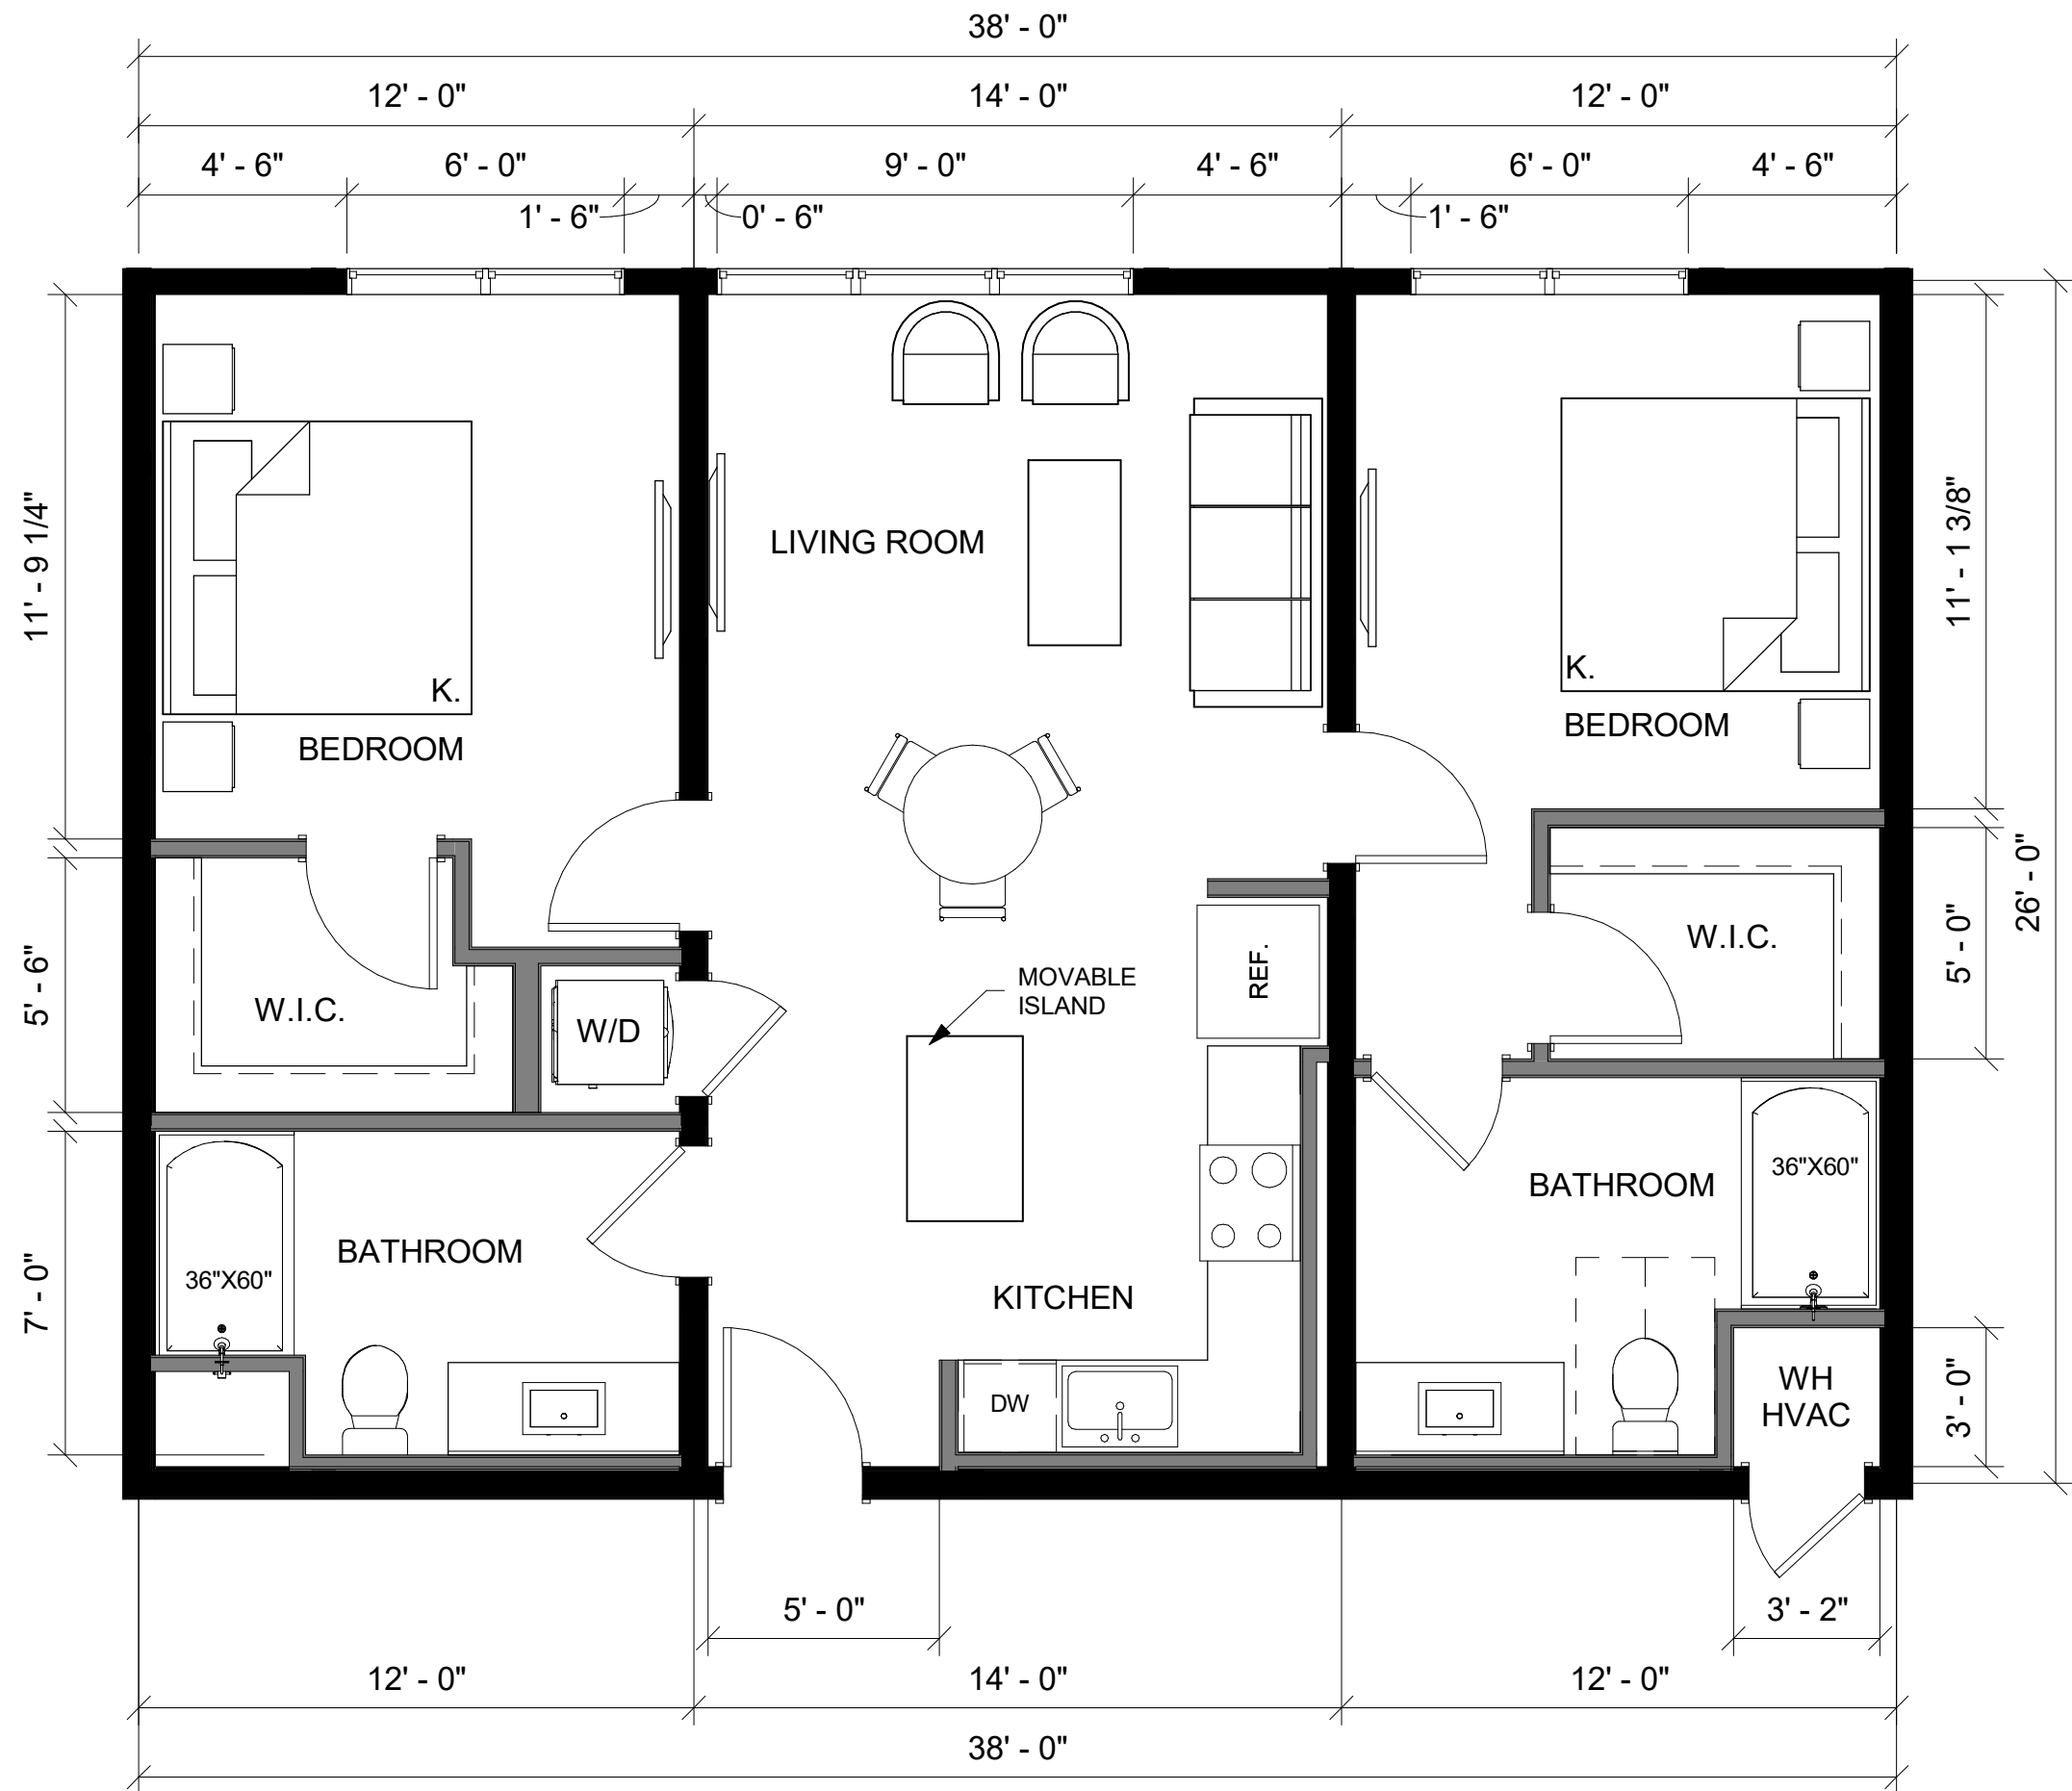 38' - 0"
12' - 0"
14' - 0"
12' - 0"
4' - 6"
6' - 0"
9' - 0"
4' - 6"
6' - 0"
4' - 6"
1' - 6"
0' - 6"
1' - 6"
11' - 9 1/4"
5' - 6"
7' - 0"
11' - 1 3/8"
5' - 0"
3' - 0"
26' - 0"
LIVING ROOM
K.
K.
BEDROOM
BEDROOM
W.I.C.
REF.
MOVABLE
ISLAND
W.I.C.
W/D
36"X60"
BATHROOM
BATHROOM
36"X60"
KITCHEN
DW
WH
HVAC
5' - 0"
3' - 2"
12' - 0"
14' - 0"
12' - 0"
38' - 0"